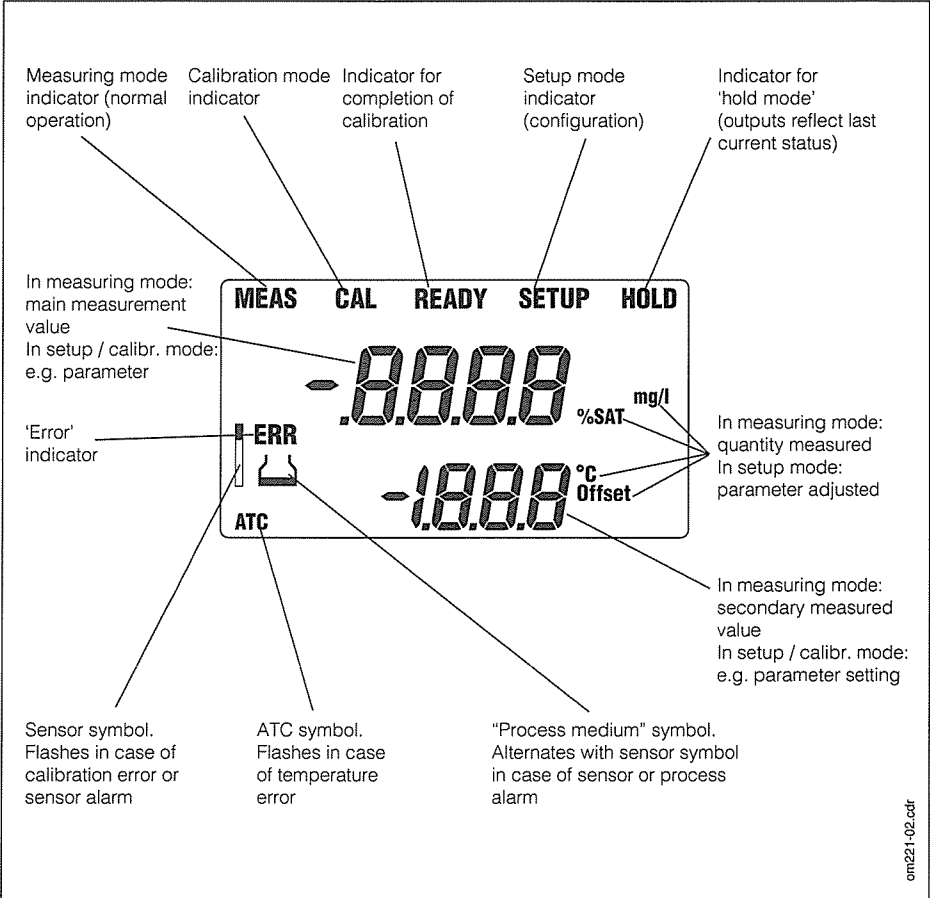 Measuring mode
indicator (normal
operation)
Calibration mode
indicator
Indicator for
completion of
calibration
Setup mode
indicator
(configuration)
Indicator for
'hold mode'
(outputs reflect last
current status)
In measuring mode:
main measurement
value
In setup / calibr. mode:
e.g. parameter
MEAS CAL READY SETUP HOLD
-.8.8.8.8
%SAT
mg/l
'Error'
indicator
ERR
-1.8.8.8
°C
Offset
ATC
In measuring mode:
quantity measured
In setup mode:
parameter adjusted
In measuring mode:
secondary measured
value
In setup / calibr. mode:
e.g. parameter setting
Sensor symbol.
Flashes in case of
calibration error or
sensor alarm
ATC symbol.
Flashes in case
of temperature
error
"Process medium" symbol.
Alternates with sensor symbol
in case of sensor or process
alarm
om221-02.cdr